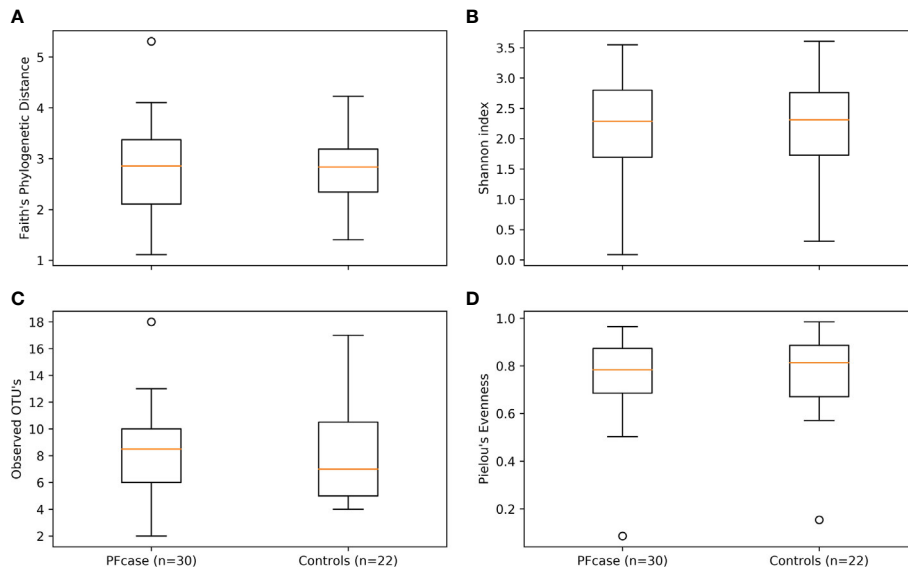 A
Faith's Phylogenetic Distance
5
4
3
2
1
B
Shannon index
3.5
3.0
2.5
2.0
1.5
1.0
0.5
0.0
C
Observed OTU's
18
16
14
12
10
8
6
4
2
PFcase (n=30)
Controls (n=22)
D
Pielou's Evenness
1.0
0.8
0.6
0.4
0.2
PFcase (n=30)
Controls (n=22)